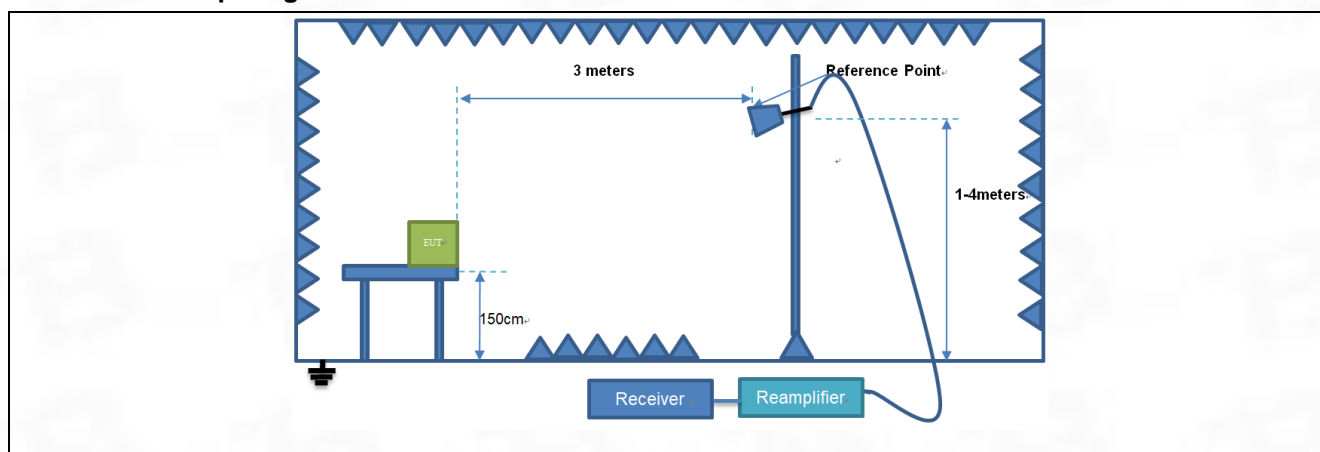 3 meters
Reference Point
1-4meters
EUT
150cm
Receiver
Reamplifier